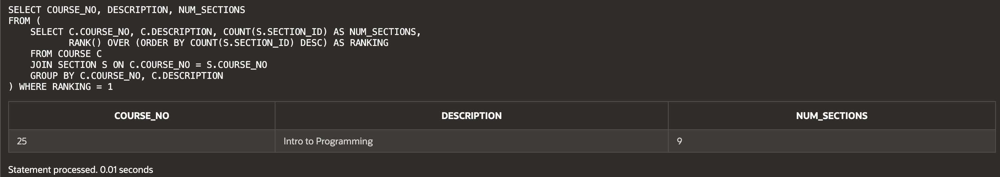 SELECT COURSE_NO, DESCRIPTION, NUM_SECTIONS
FROM (
    SELECT C.COURSE_NO, C.DESCRIPTION, COUNT(S.SECTION_ID) AS NUM_SECTIONS,
           RANK() OVER (ORDER BY COUNT(S.SECTION_ID) DESC) AS RANKING
    FROM COURSE C
    JOIN SECTION S ON C.COURSE_NO = S.COURSE_NO
    GROUP BY C.COURSE_NO, C.DESCRIPTION
) WHERE RANKING = 1
COURSE_NO DESCRIPTION NUM_SECTIONS
25 Intro to Programming 9
Statement processed. 0.01 seconds